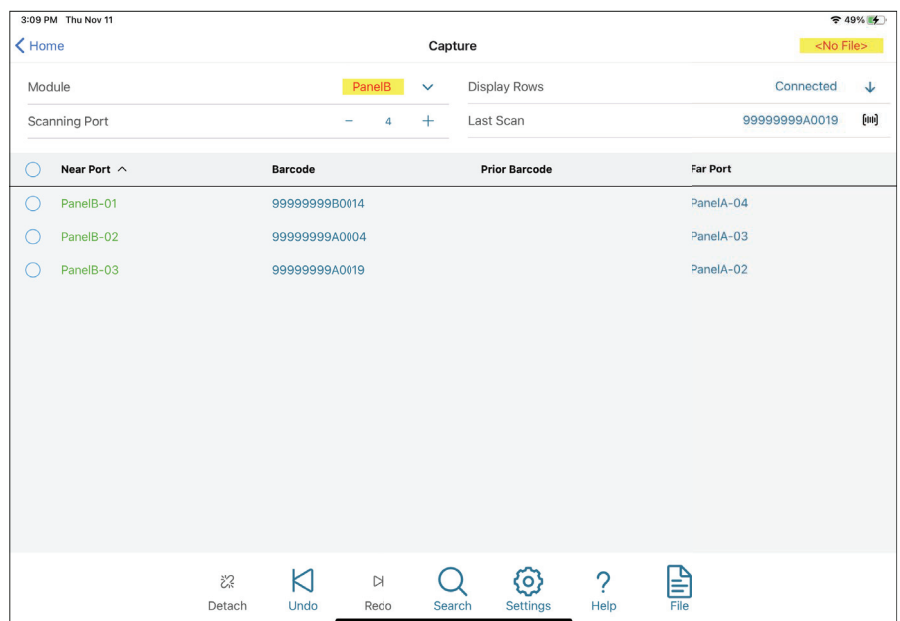 3:09 PM Thu Nov 11 49%
Home Capture <No File>
Module PanelB Display Rows Connected
Scanning Port - 4 + Last Scan 99999999A0019
Near Port Barcode Prior Barcode Far Port
PanelB-01 99999999B0014 PanelA-04
PanelB-02 99999999A0004 PanelA-03
PanelB-03 99999999A0019 PanelA-02
Detach Undo Reco Search Settings Help File